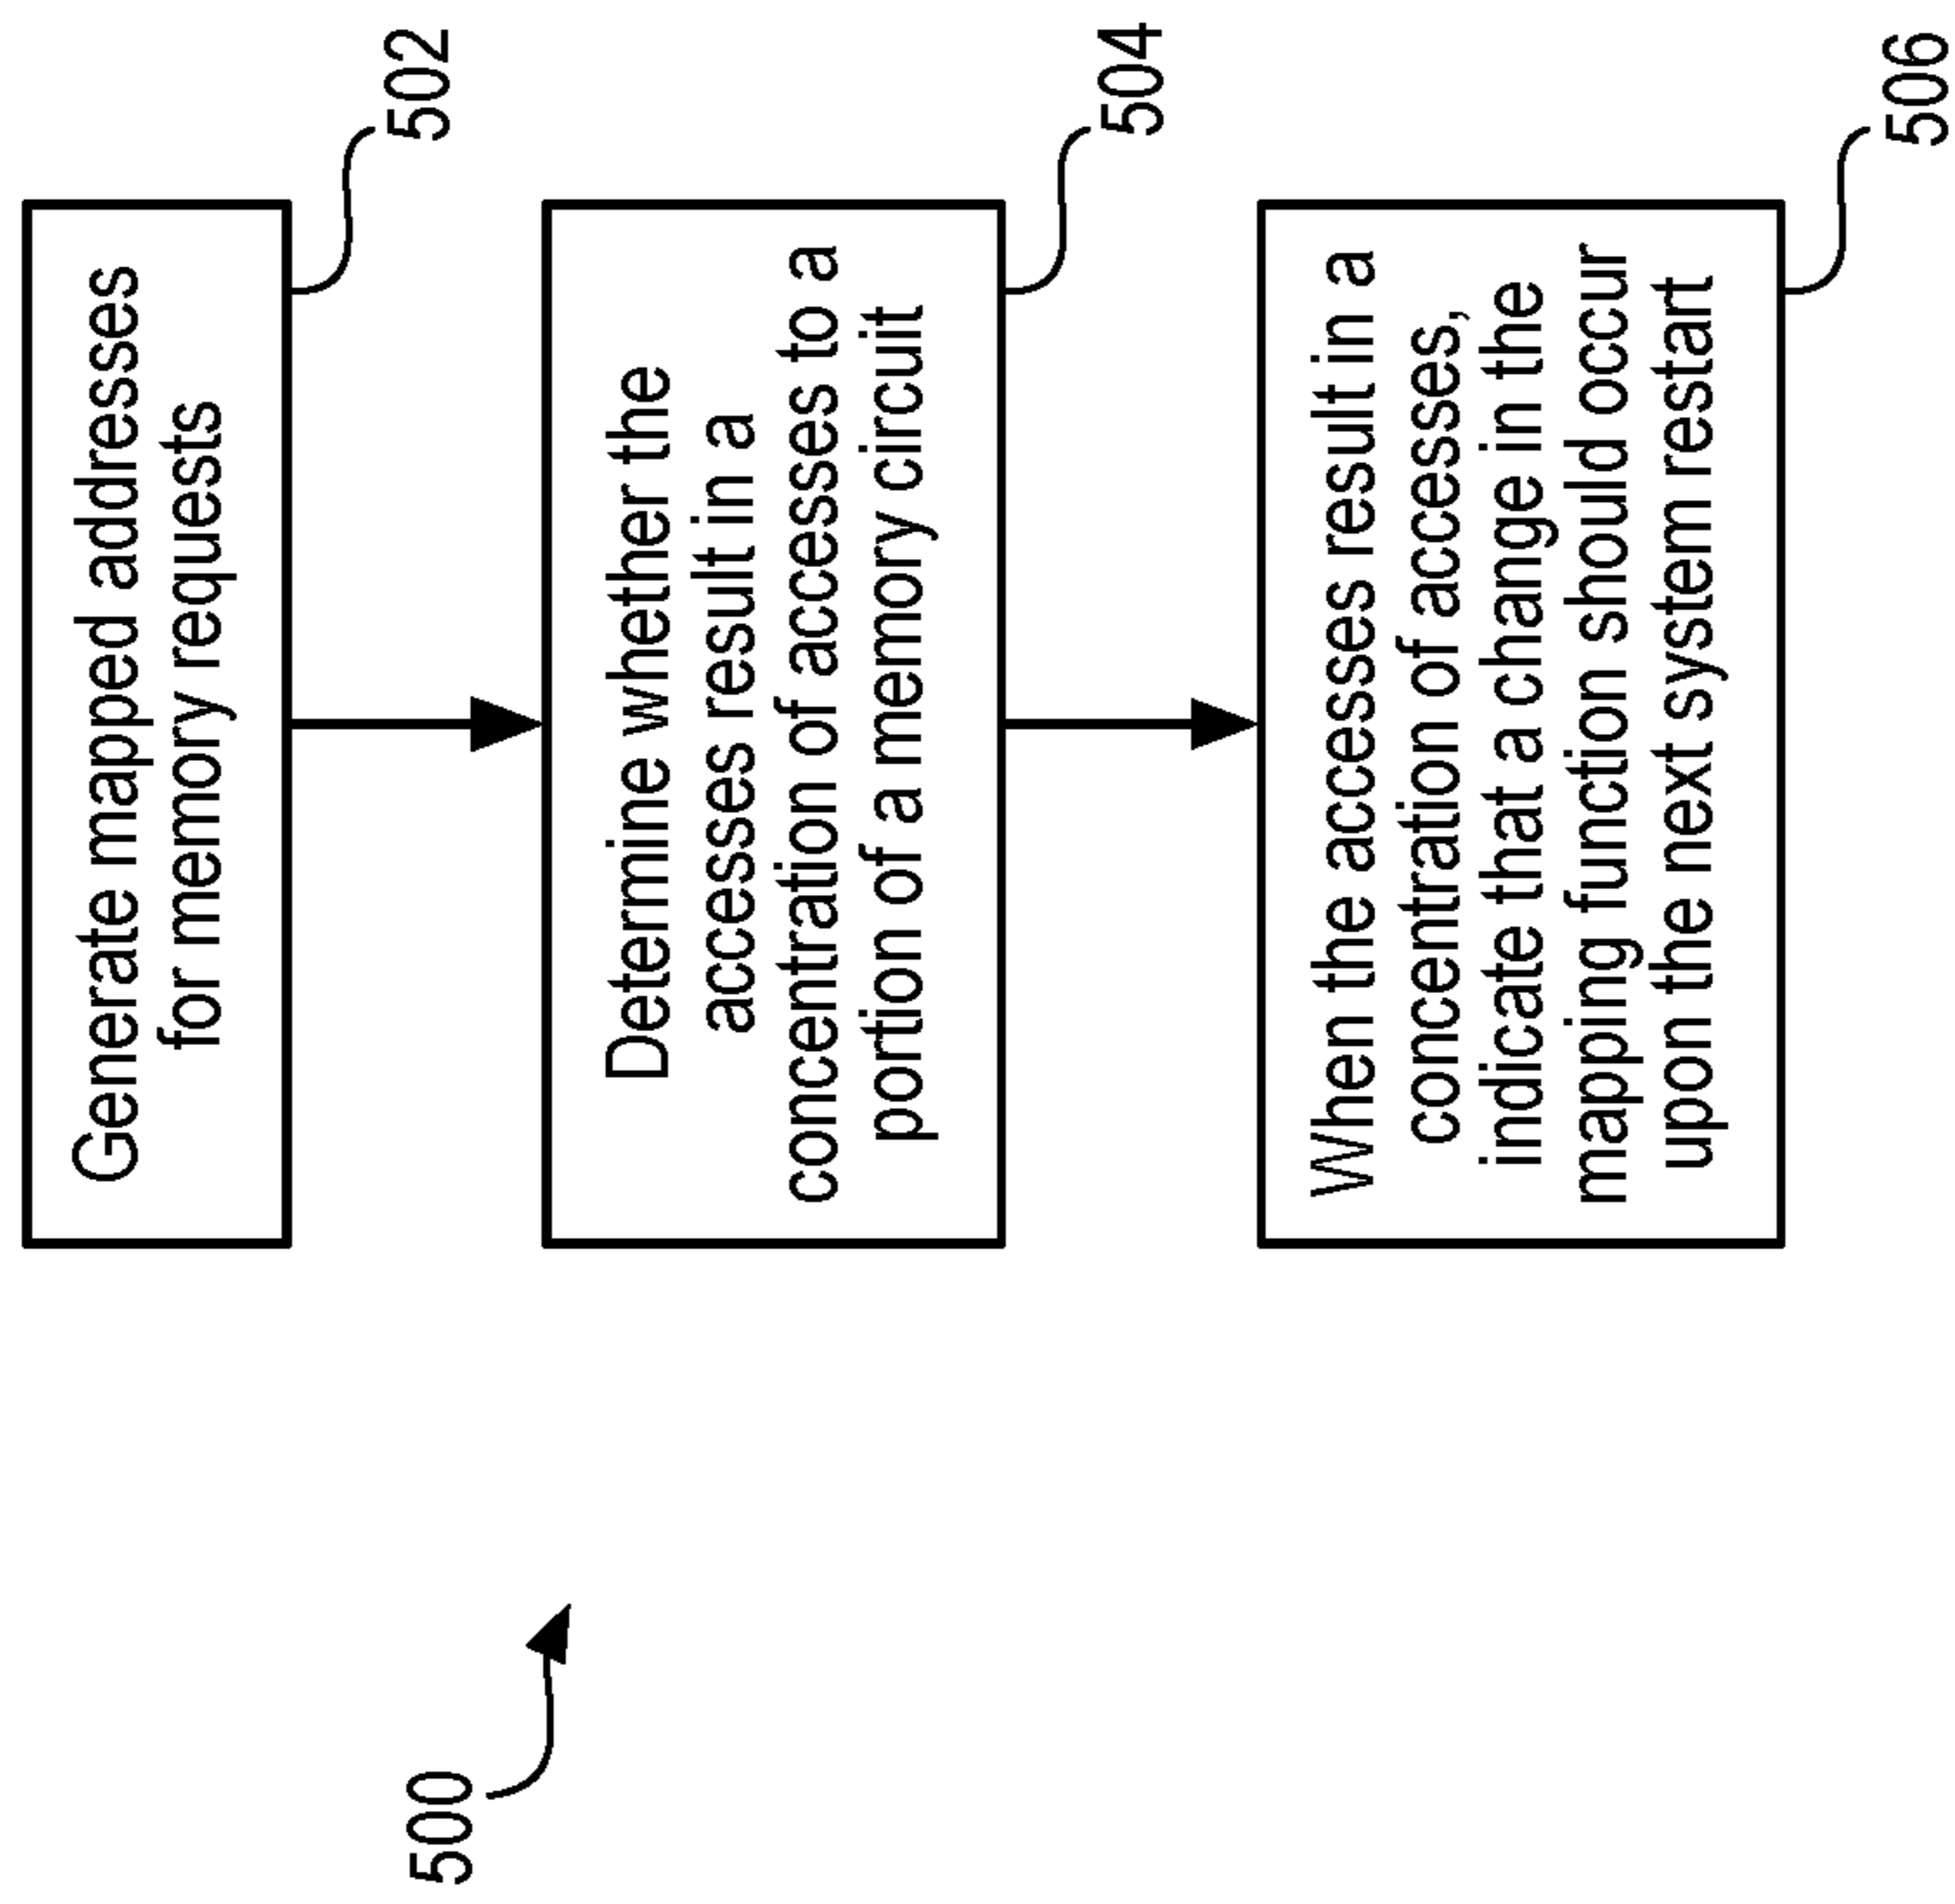 500
Generate mapped addresses
for memory requests
502
Determine whether the
accesses result in a
concentration of accesses to a
portion of a memory circuit
504
When the accesses result in a
concentration of accesses,
indicate that a change in the
mapping function should occur
upon the next system restart
506